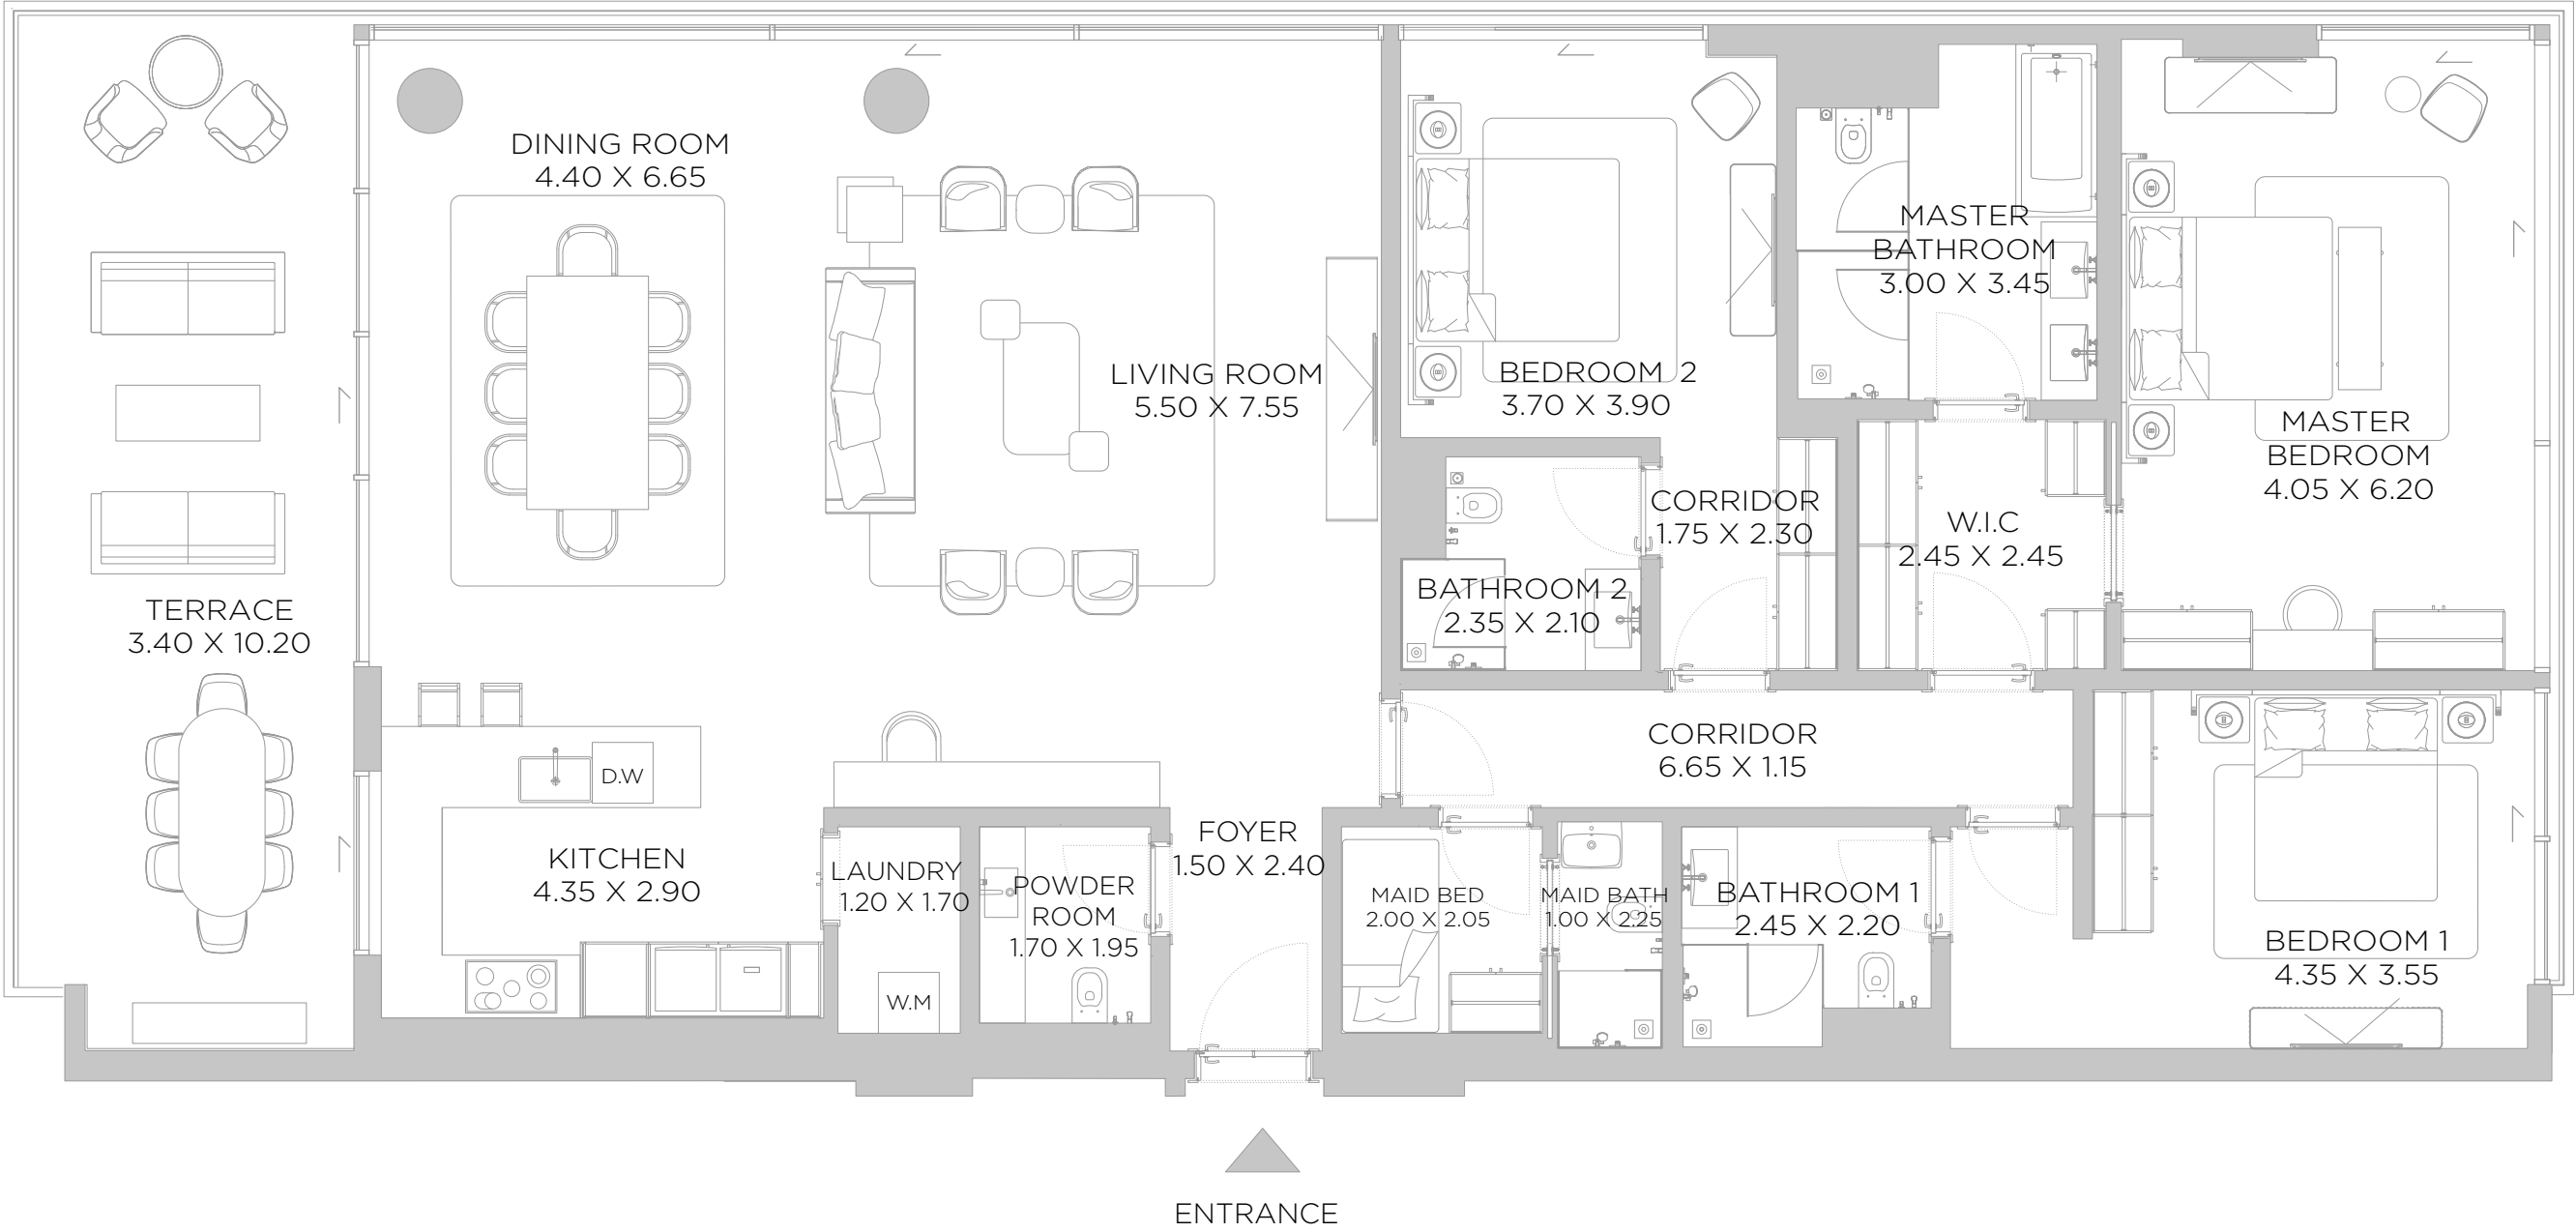 DINING ROOM
4.40 X 6.65
LIVING ROOM
5.50 X 7.55
TERRACE
3.40 X 10.20
BEDROOM 2
3.70 X 3.90
MASTER
BATHROOM
3.00 X 3.45
MASTER
BEDROOM
4.05 X 6.20
CORRIDOR
1.75 X 2.30
W.I.C
2.45 X 2.45
BATHROOM 2
2.35 X 2.10
CORRIDOR
6.65 X 1.15
D.W
KITCHEN
4.35 X 2.90
LAUNDRY
1.20 X 1.70
W.M
POWDER
ROOM
1.70 X 1.95
FOYER
1.50 X 2.40
MAID BED
2.00 X 2.05
MAID BATH
1.00 X 2.25
BATHROOM 1
2.45 X 2.20
BEDROOM 1
4.35 X 3.55
ENTRANCE